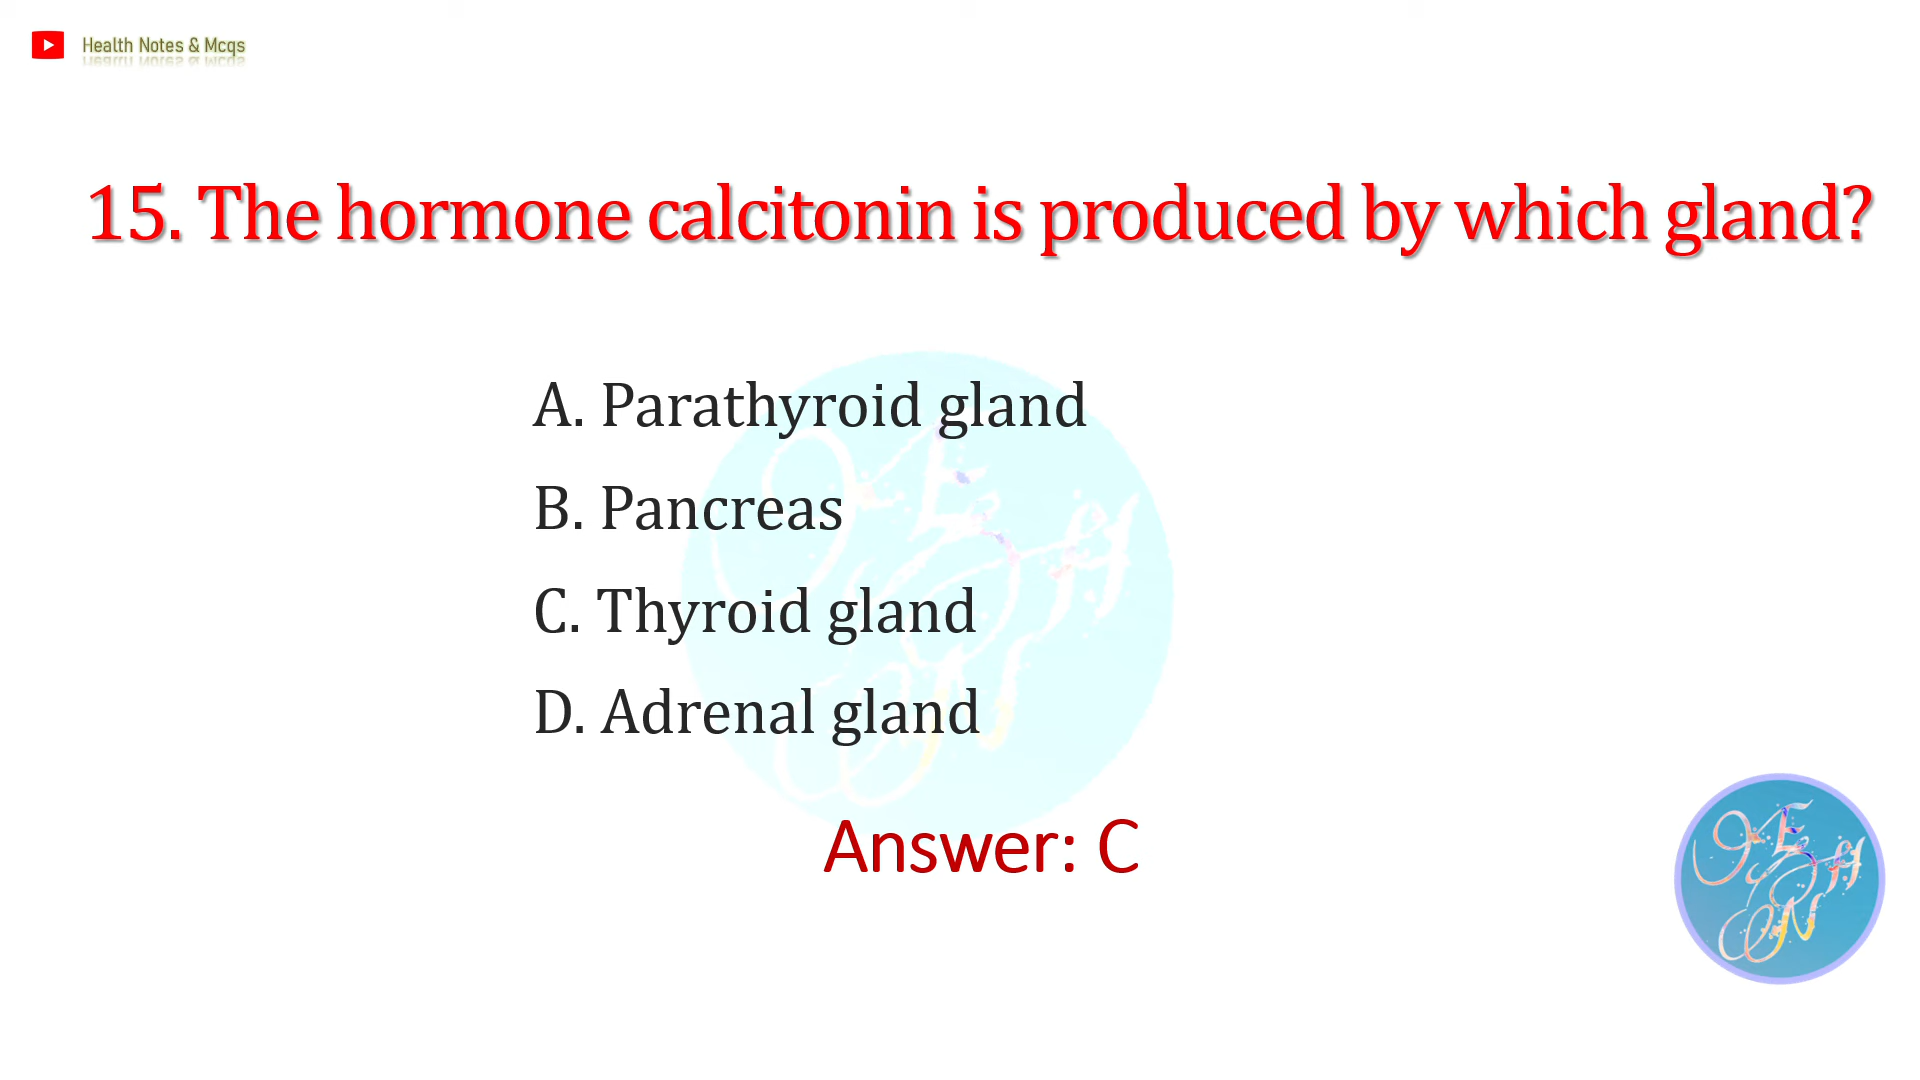 Health Notes & Mcqs
15. The hormone calcitonin is produced by which gland?
A. Parathyroid gland
B. Pancreas
C. Thyroid gland
D. Adrenal gland
Answer: C